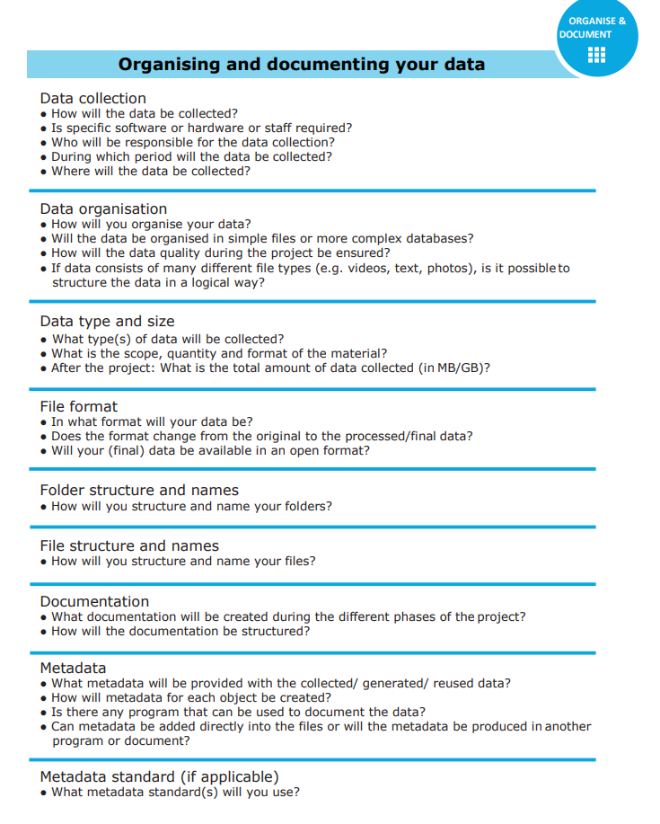 ORGANISE &
DOCUMENT
Organising and documenting your data
Data collection
● How will the data be collected?
● Is specific software or hardware or staff required?
● Who will be responsible for the data collection?
● During which period will the data be collected?
● Where will the data be collected?
Data organisation
● How will you organise your data?
● Will the data be organised in simple files or more complex databases?
● How will the data quality during the project be ensured?
● If data consists of many different file types (e.g. videos, text, photos), is it possible to
structure the data in a logical way?
Data type and size
● What type(s) of data will be collected?
● What is the scope, quantity and format of the material?
● After the project: What is the total amount of data collected (in MB/GB)?
File format
● In what format will your data be?
● Does the format change from the original to the processed/final data?
● Will your (final) data be available in an open format?
Folder structure and names
● How will you structure and name your folders?
File structure and names
● How will you structure and name your files?
Documentation
● What documentation will be created during the different phases of the project?
● How will the documentation be structured?
Metadata
● What metadata will be provided with the collected/ generated/ reused data?
● How will metadata for each object be created?
● Is there any program that can be used to document the data?
● Can metadata be added directly into the files or will the metadata be produced in another
program or document?
Metadata standard (if applicable)
● What metadata standard(s) will you use?